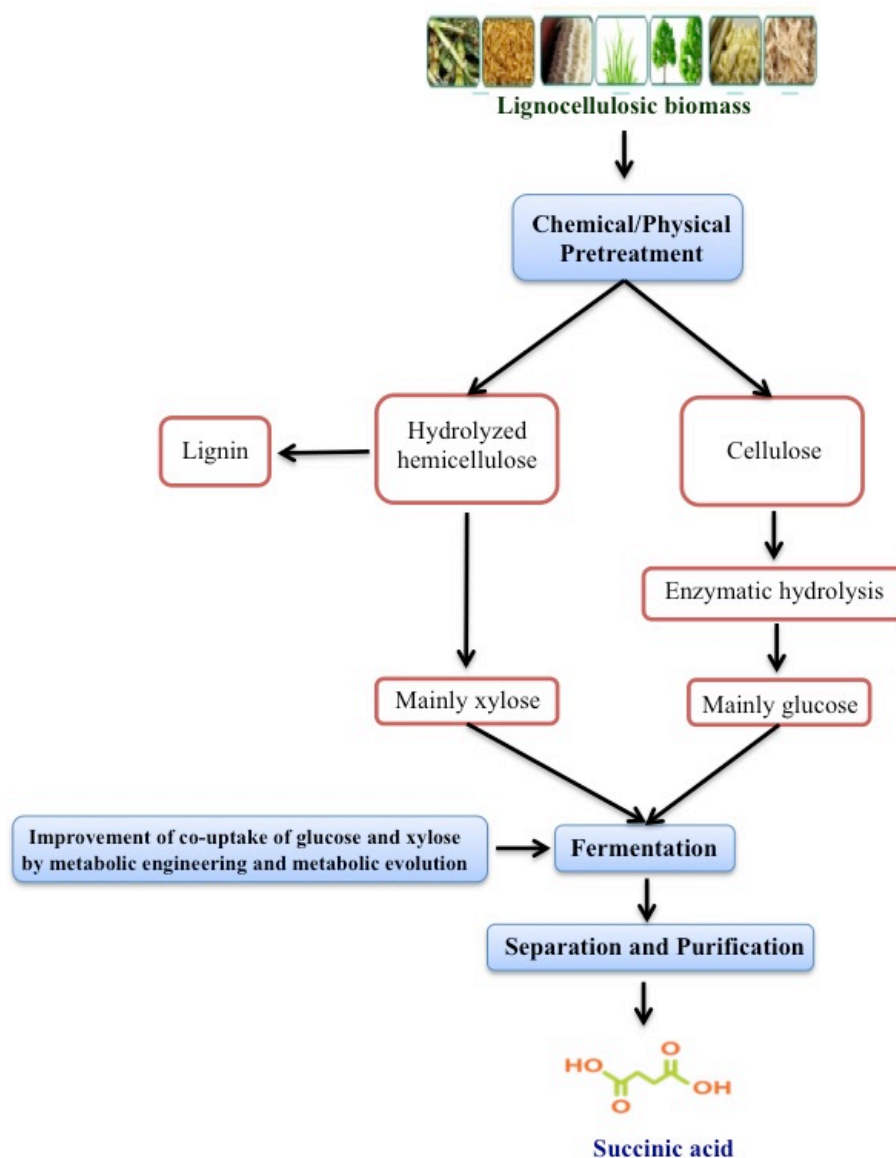 Lignocellulosic biomass
Chemical/Physical
Pretreatment
Lignin
Hydrolyzed
hemicellulose
Cellulose
Enzymatic hydrolysis
Mainly xylose
Mainly glucose
Improvement of co-uptake of glucose and xylose
by metabolic engineering and metabolic evolution
Fermentation
Separation and Purification
HO
O
O
OH
Succinic acid